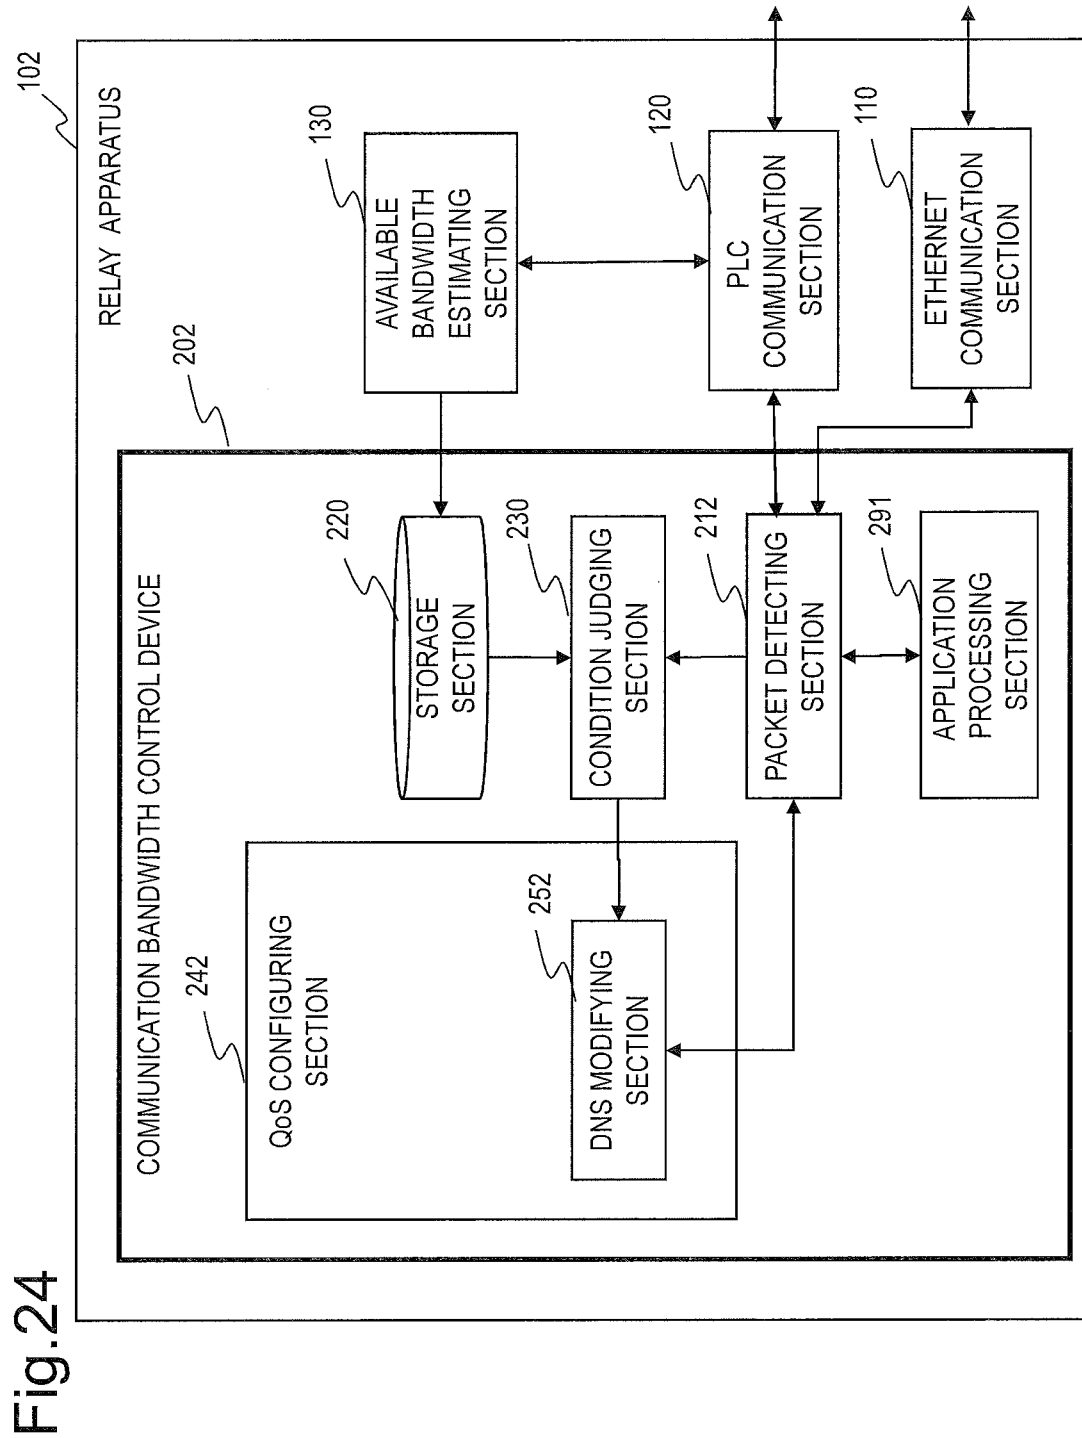 Fig.24
102
RELAY APPARATUS
202
COMMUNICATION BANDWIDTH CONTROL DEVICE
242
QoS CONFIGURING
SECTION
252
DNS MODIFYING
SECTION
220
STORAGE
SECTION
230
CONDITION JUDGING
SECTION
212
PACKET DETECTING
SECTION
291
APPLICATION
PROCESSING
SECTION
130
AVAILABLE
BANDWIDTH
ESTIMATING
SECTION
120
PLC
COMMUNICATION
SECTION
110
ETHERNET
COMMUNICATION
SECTION